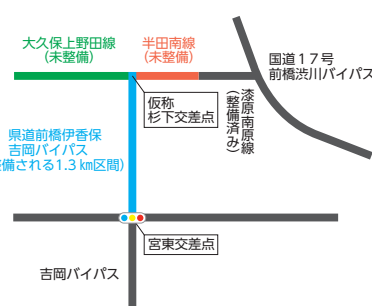 大久保上野田線
（未整備）
半田南線
（未整備）
国道１７号
前橋渋川バイパス
漆原南原線
（整備済み）
仮称
杉下交差点
県道前橋伊香保
吉岡バイパス
備される1.3㎞区間）
宮東交差点
吉岡バイパス